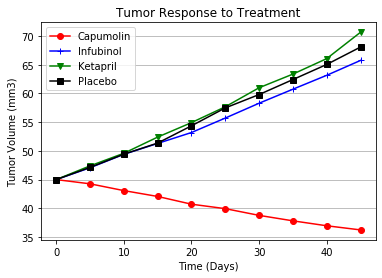 Tumor Response to Treatment
Capumolin
Infubinol
Ketapril
Placebo
Tumor Volume (mm3)
70
65
60
55
50
45
40
35
0
10
20
30
40
Time (Days)